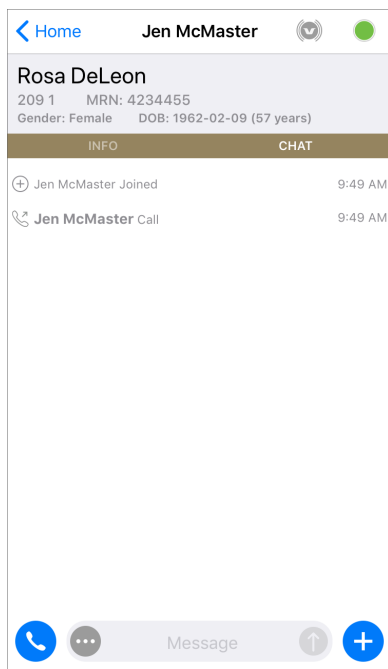 Home Jen McMaster
Rosa DeLeon
209 1 MRN: 4234455
Gender: Female DOB: 1962-02-09 (57 years)
INFO CHAT
Jen McMaster Joined 9:49 AM
Jen McMaster Call 9:49 AM
Message